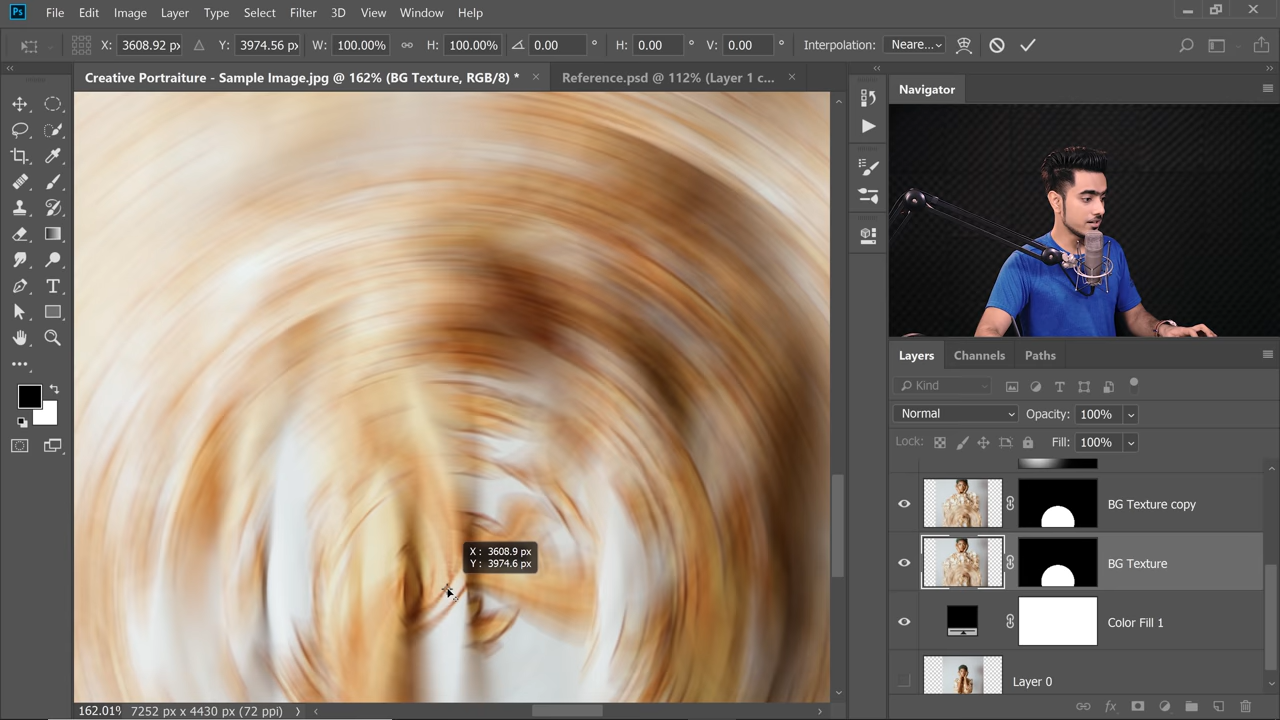 Ps File Edit Image Layer Type Select Filter 3D View Window Help
X: 3608.92 px Y: 3974.56 px W: 100.00% H: 100.00% 0.00 ° H: 0.00 ° V: 0.00 ° Interpolation: Neare...
Creative Portraiture - Sample Image.jpg @ 162% (BG Texture, RGB/8) * × Reference.psd @ 112% (Layer 1 c... ×
Navigator
X : 3608.9 px
Y : 3974.6 px
Layers Channels Paths
Kind
Normal Opacity: 100%
Lock: Fill: 100%
BG Texture copy
BG Texture
Color Fill 1
Layer 0
162.01% 7252 px x 4430 px (72 ppi)